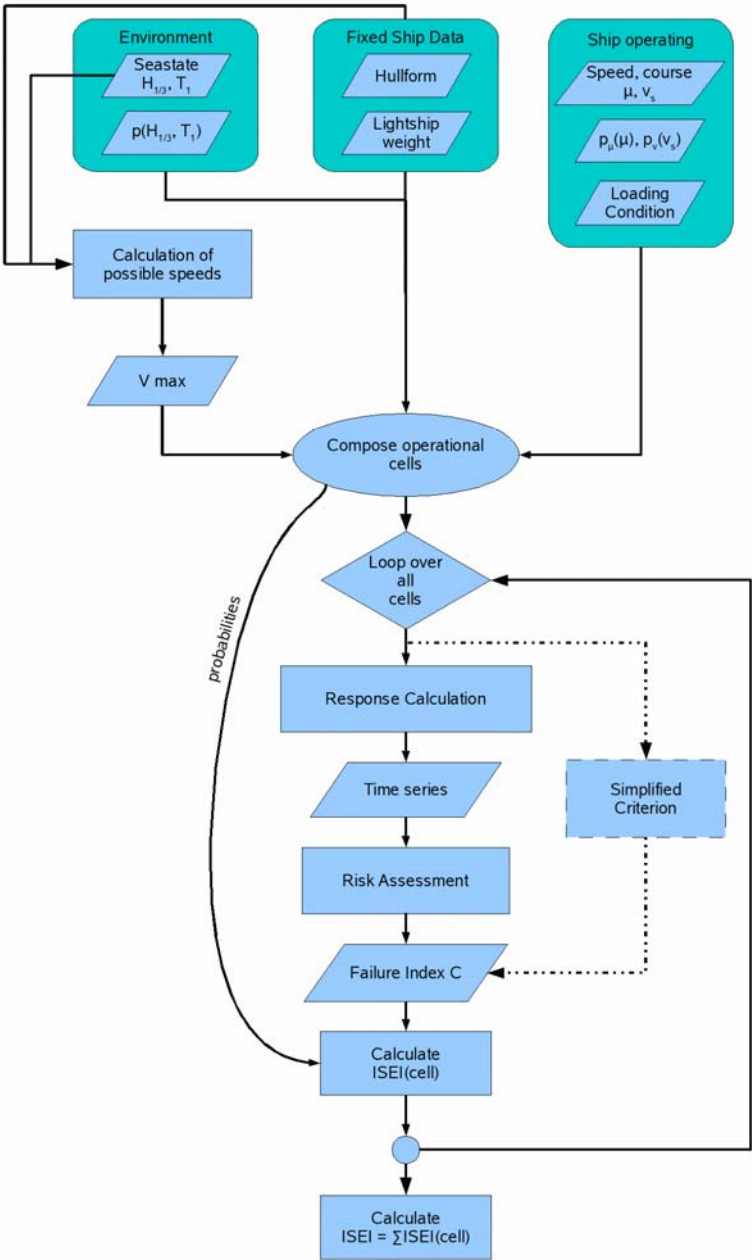 Environment
Seastate
H1/3, T1
p(H1/3, T1)
Fixed Ship Data
Hullform
Lightship
weight
Ship operating
Speed, course
µ, vs
pµ(µ), pv(vs)
Loading
Condition
Calculation of
possible speeds
V max
Compose operational
cells
Loop over
all
cells
probabilities
Response Calculation
Time series
Simplified
Criterion
Risk Assessment
Failure Index C
Calculate
ISEI(cell)
Calculate
ISEI = ∑ISEI(cell)